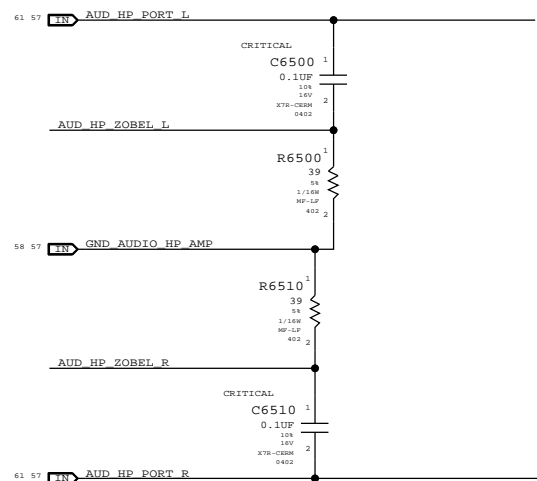 61 57 IN AUD_HP_PORT_L
CRITICAL
C6500 1
0.1UF
10%
16V
X7R-CERM 2
0402
AUD_HP_ZOBEL_L
R6500 1
39
5%
1/16W
MF-LF
402 2
58 57 IN GND_AUDIO_HP_AMP
R6510 1
39
5%
1/16W
MF-LF
402 2
AUD_HP_ZOBEL_R
CRITICAL
C6510 1
0.1UF
10%
16V
X7R-CERM 2
0402
61 57 IN AUD_HP_PORT_R